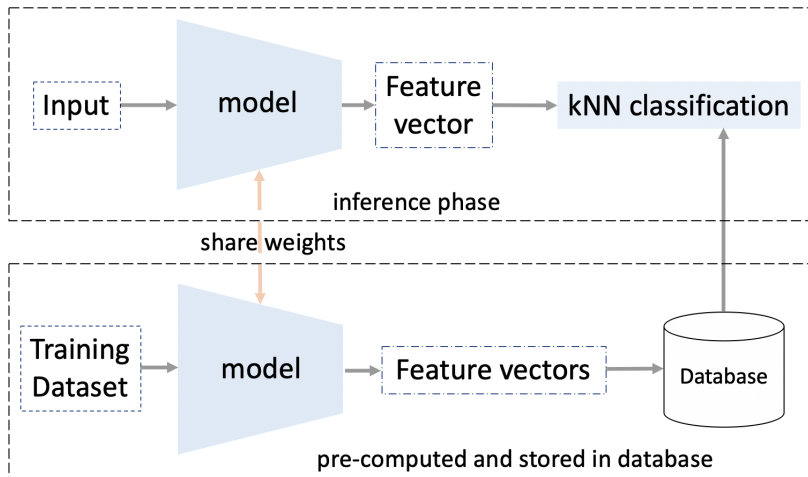 Input
model
Feature
vector
kNN classification
inference phase
share weights
Training
Dataset
model
Feature vectors
Database
pre-computed and stored in database